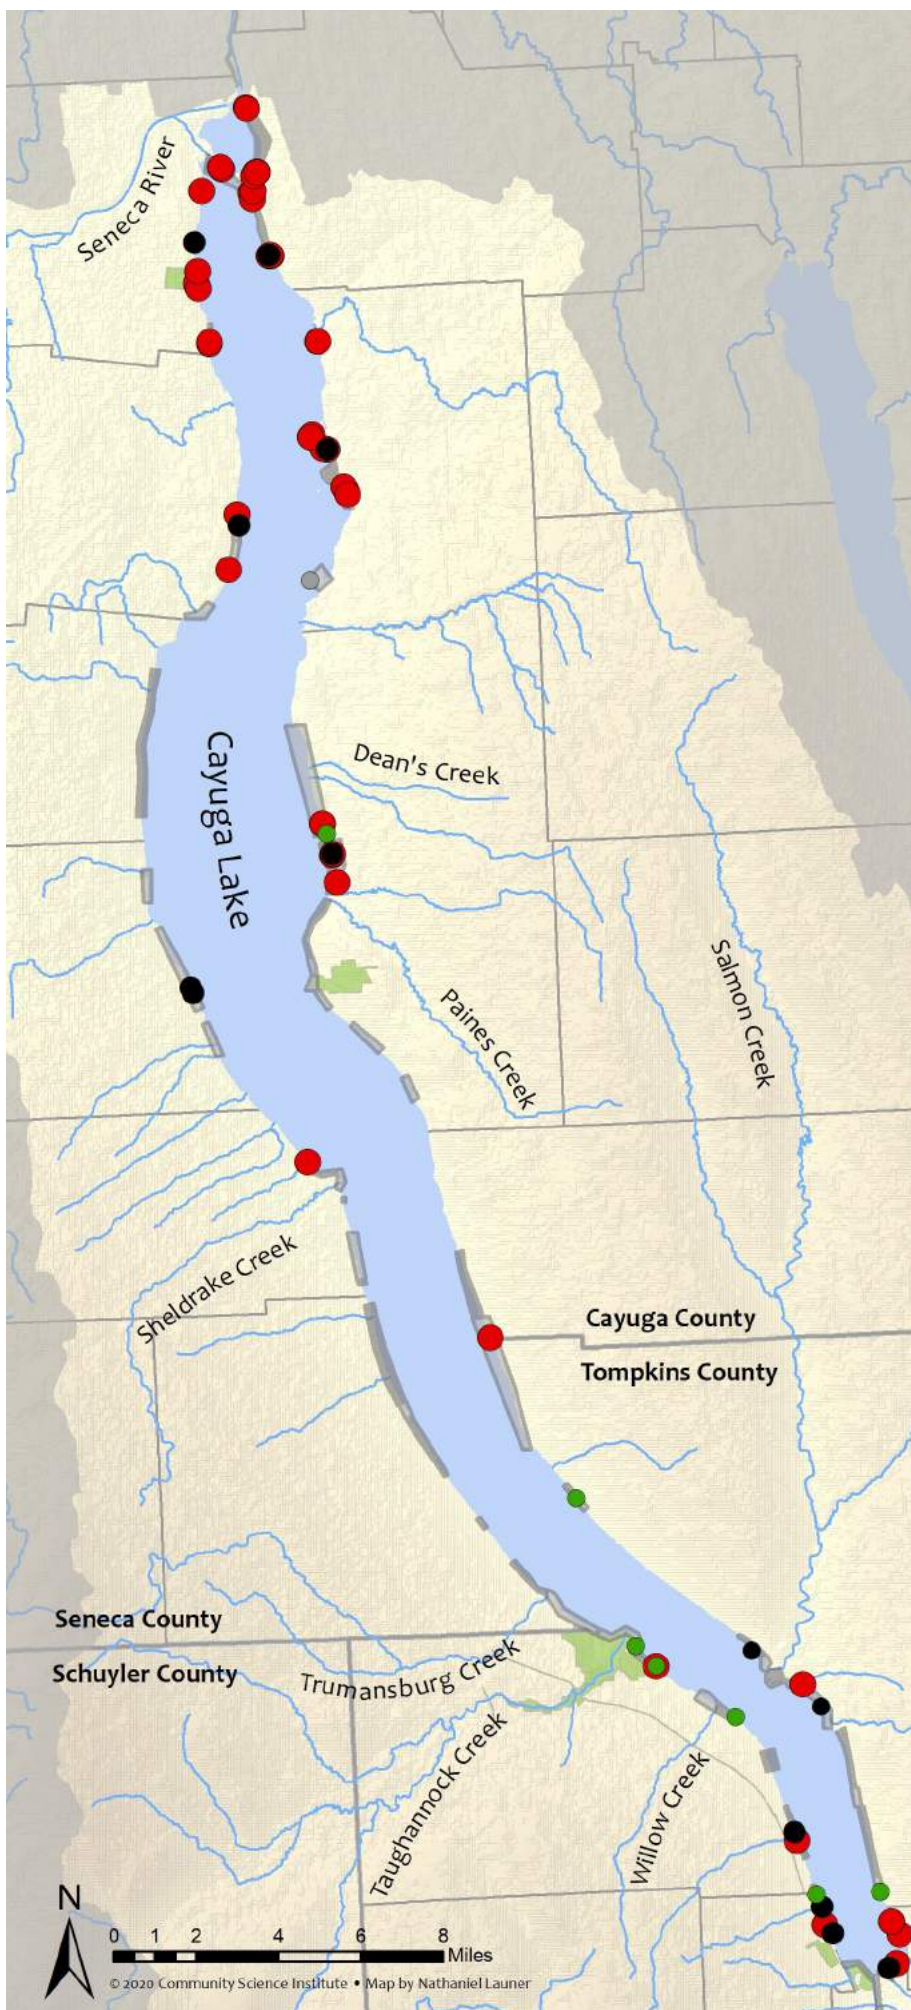 Seneca River
Dean's Creek
Cayuga Lake
Salmon Creek
Paines Creek
Sheldrake Creek
Cayuga County
Tompkins County
Seneca County
Schuyler County
Trumansburg Creek
Taughannock Creek
Willow Creek
N
0 1 2 4 6 8
Miles
© 2020 Community Science Institute • Map by Nathaniel Launer